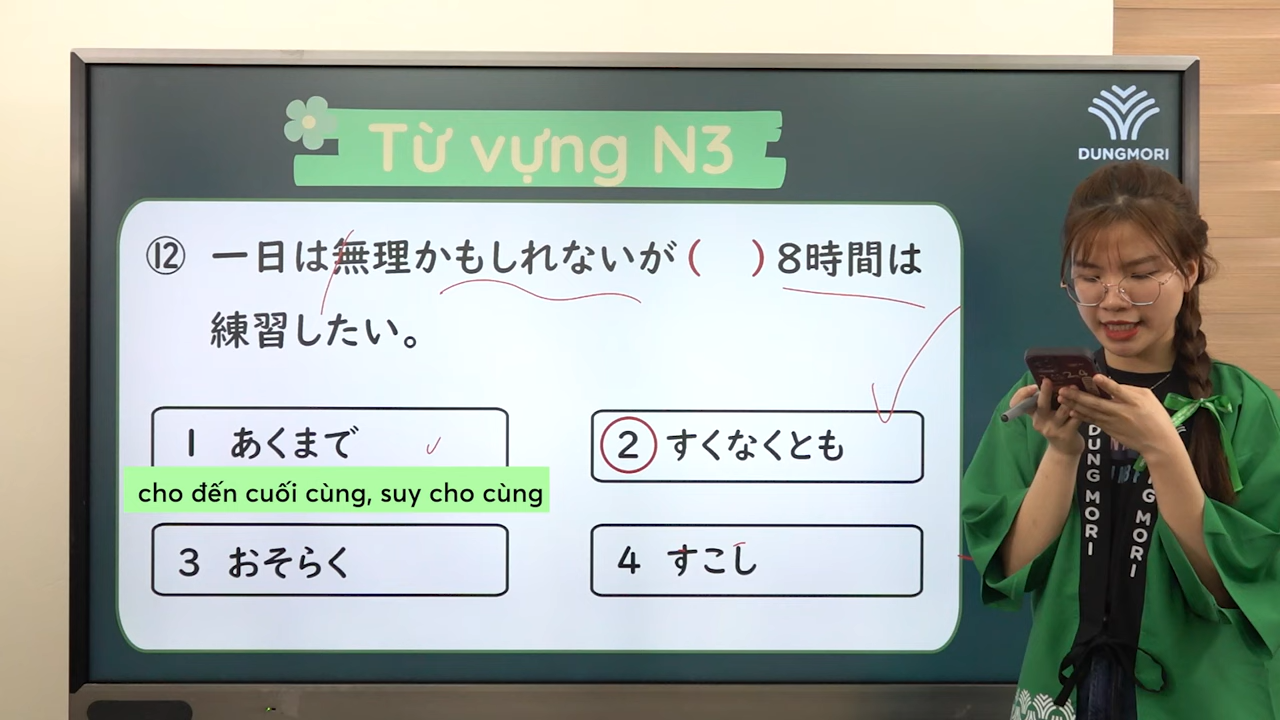 Từ vựng N3
DUNGMORI
⑫ 一日は無理かもしれないが( )8時間は
練習したい。
1 あくまで
2 すくなくとも
cho đến cuối cùng, suy cho cùng
3 おそらく
4 すこし
DUNG MORI
DUNG MORI